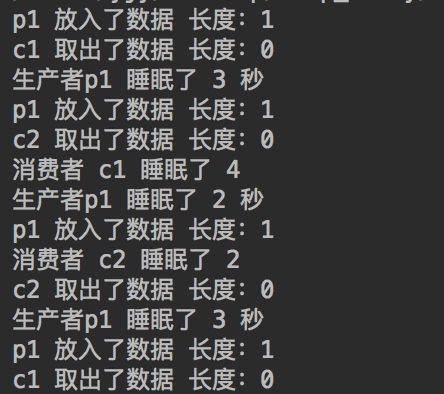 p1 放入了数据 长度：1
c1 取出了数据 长度：0
生产者p1 睡眠了 3 秒
p1 放入了数据 长度：1
c2 取出了数据 长度：0
消费者 c1 睡眠了 4
生产者p1 睡眠了 2 秒
p1 放入了数据 长度：1
消费者 c2 睡眠了 2
c2 取出了数据 长度：0
生产者p1 睡眠了 3 秒
p1 放入了数据 长度：1
c1 取出了数据 长度：0